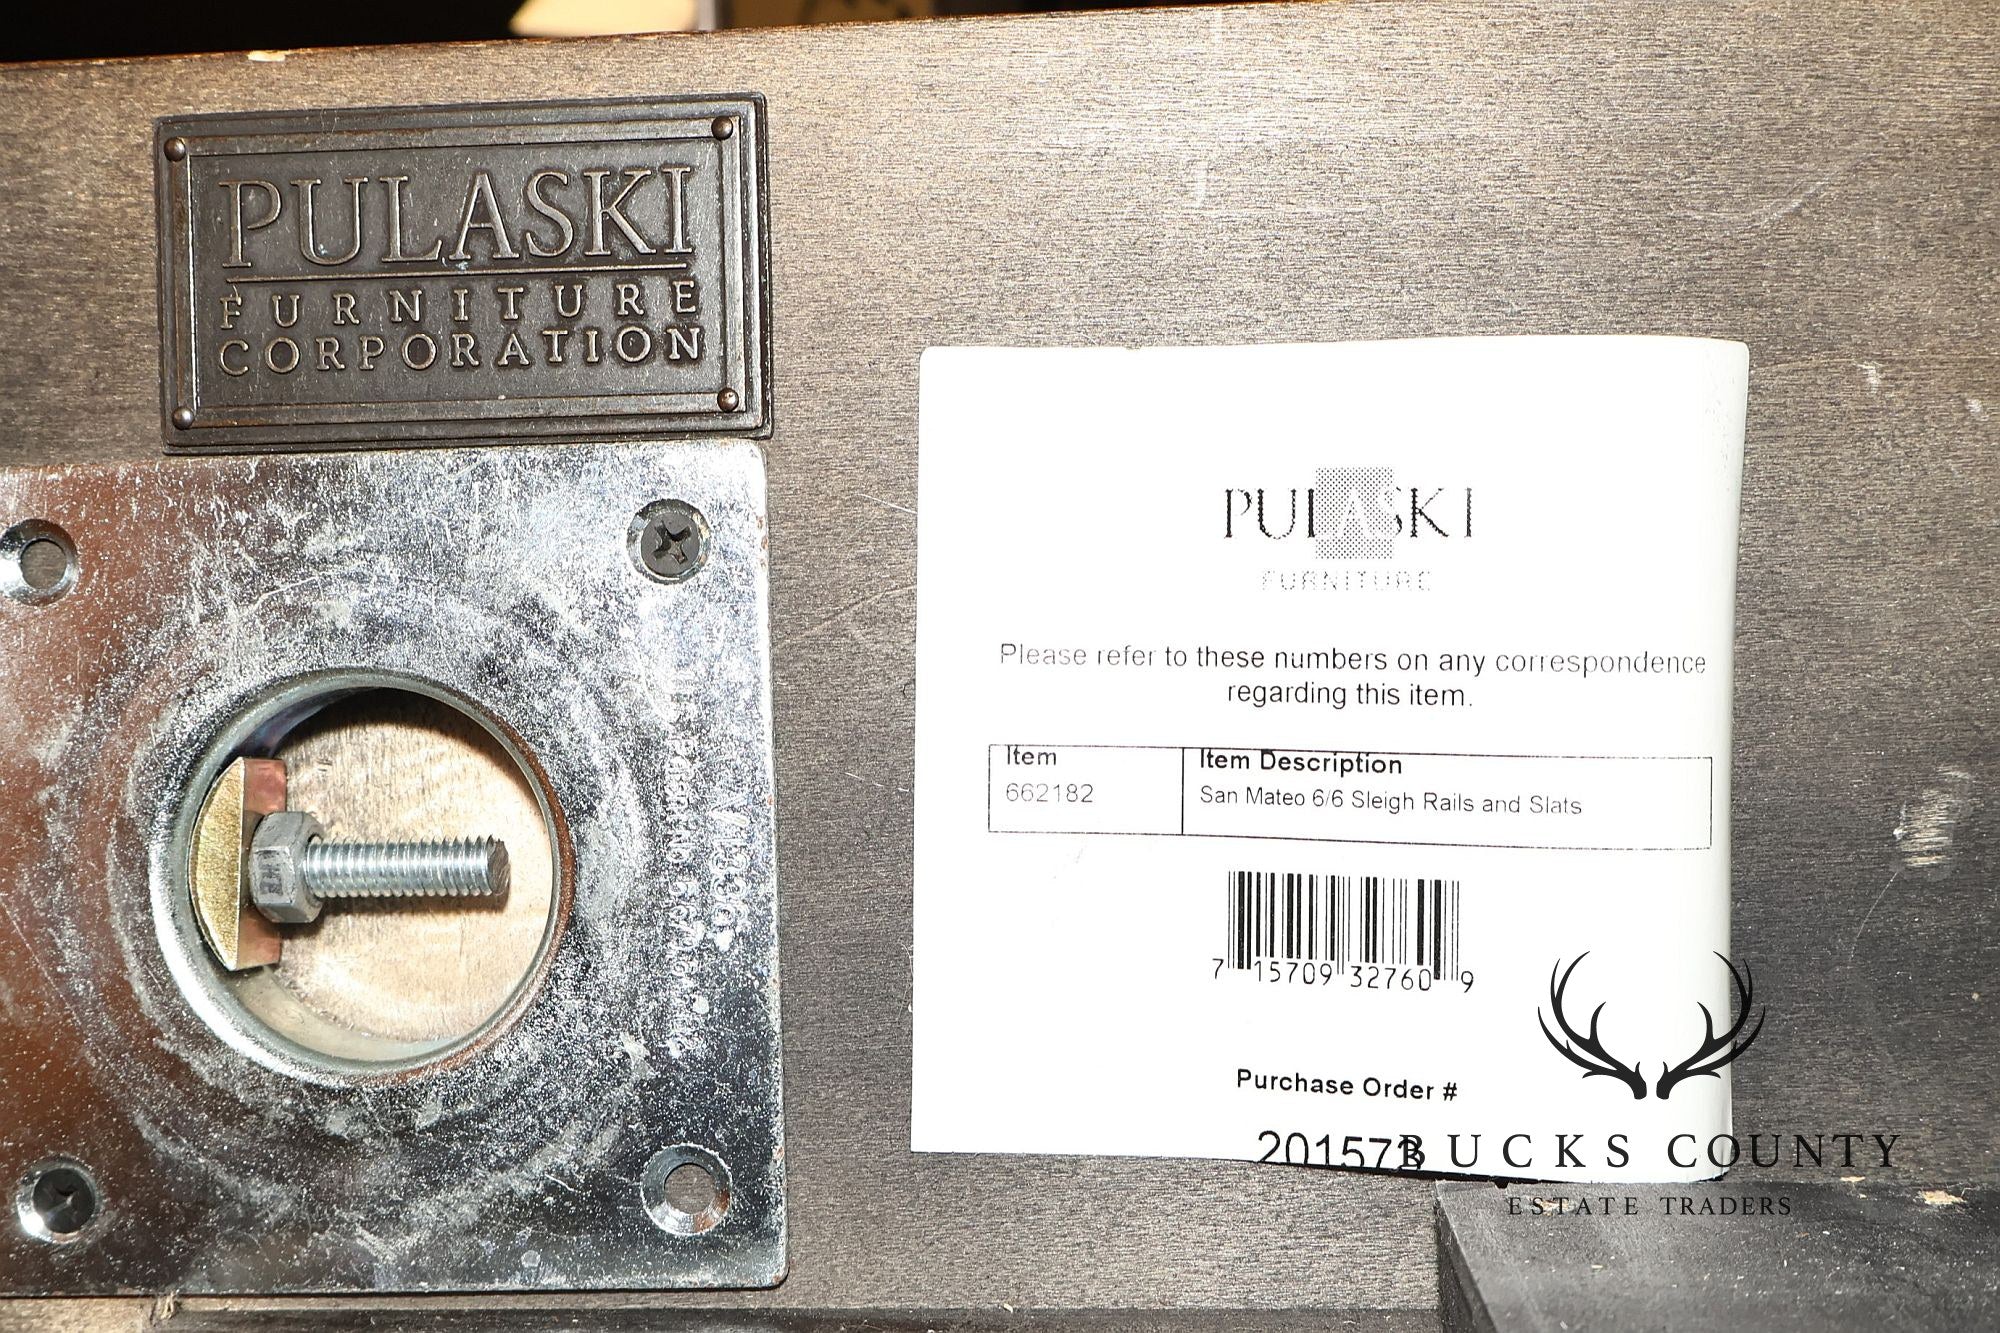 PULASKI
FURNITURE
CORPORATION
PULASKI
FURNITURE
Please refer to these numbers on any correspondence
regarding this item.
Item Item Description
662182 San Mateo 6/6 Sleigh Rails and Slats
7 15709 32760 9
Purchase Order #
BUCKS COUNTY
ESTATE TRADERS